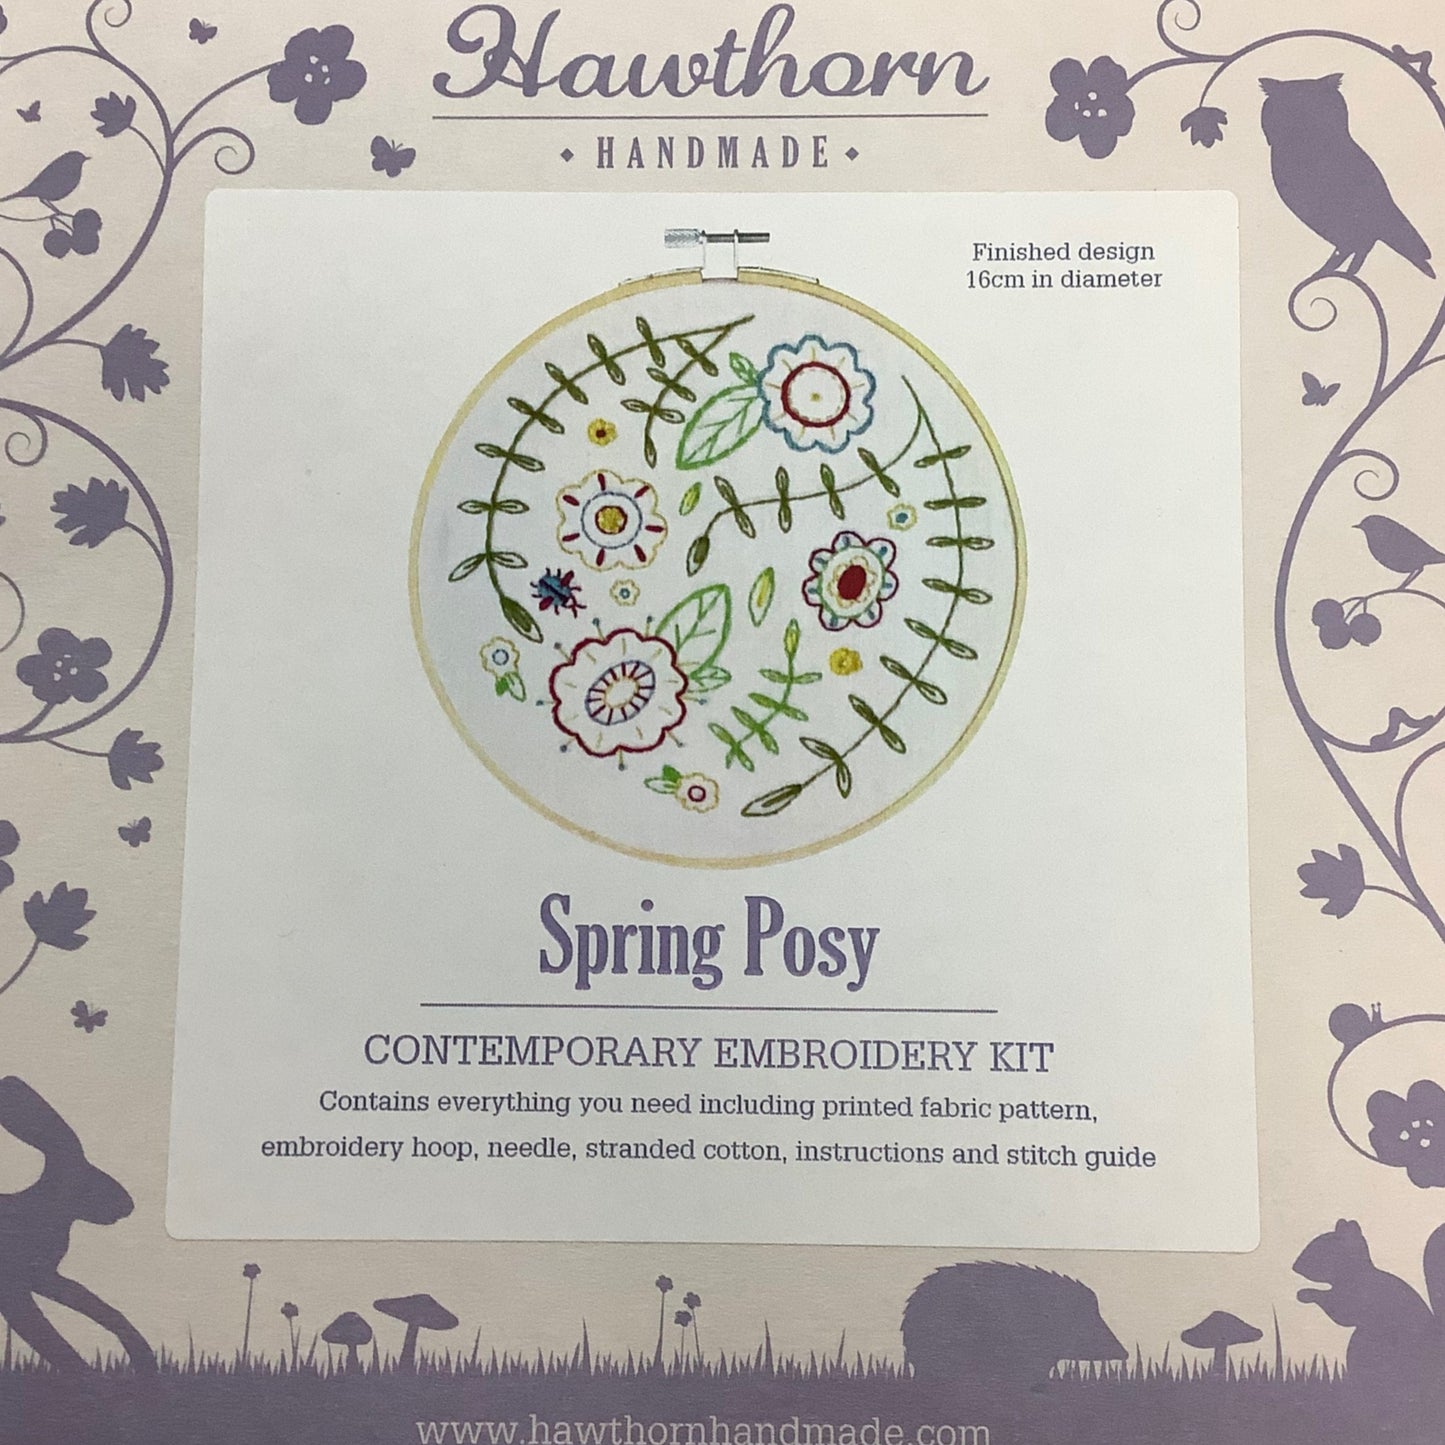 Hawthorn
HANDMADE
Finished design
16cm in diameter
Spring Posy
CONTEMPORARY EMBROIDERY KIT
Contains everything you need including printed fabric pattern,
embroidery hoop, needle, stranded cotton, instructions and stitch guide
www.hawthornhandmade.com